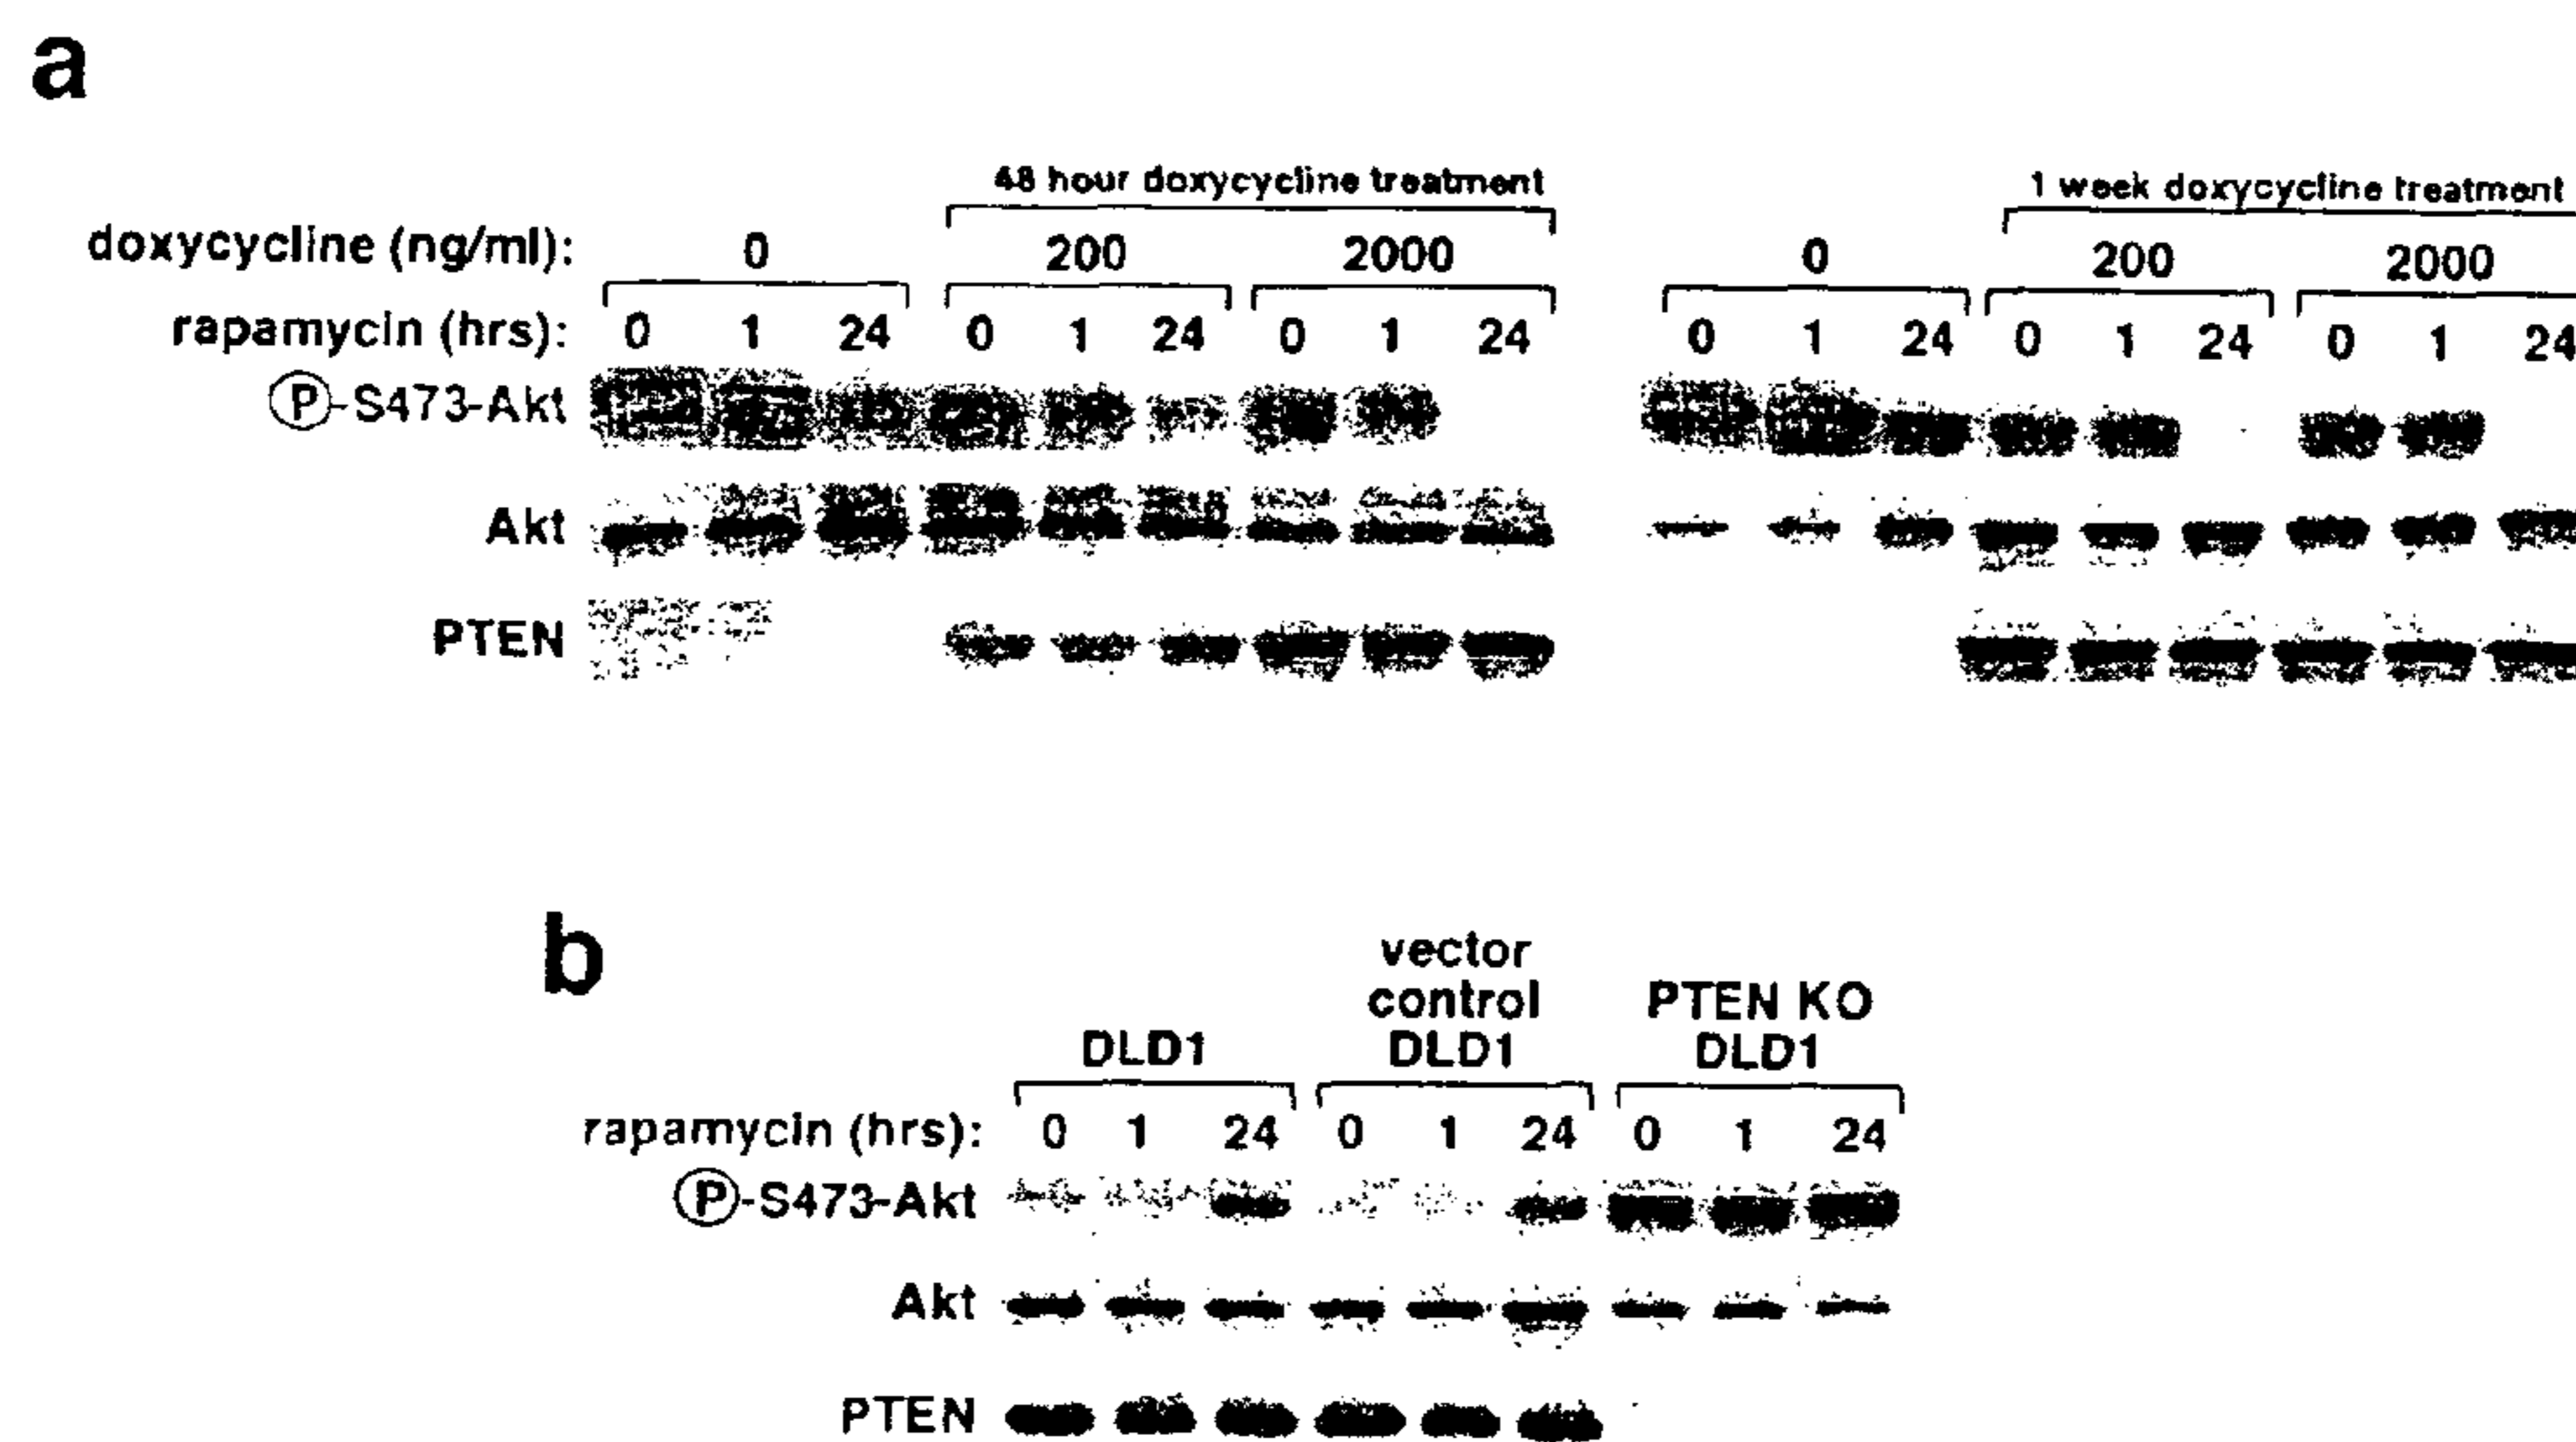 a
48 hour doxycycline treatment 1 week doxycycline treatment
doxycycline (ng/ml): 0 200 2000 0 200 2000
rapamycin (hrs): 0 1 24 0 1 24 0 1 24 0 1 24 0 1 24 0 1 24
Ⓟ-S473-Akt
Akt
PTEN
b
vector
control PTEN KO
DLD1 DLD1 DLD1
rapamycin (hrs): 0 1 24 0 1 24 0 1 24
Ⓟ-S473-Akt
Akt
PTEN